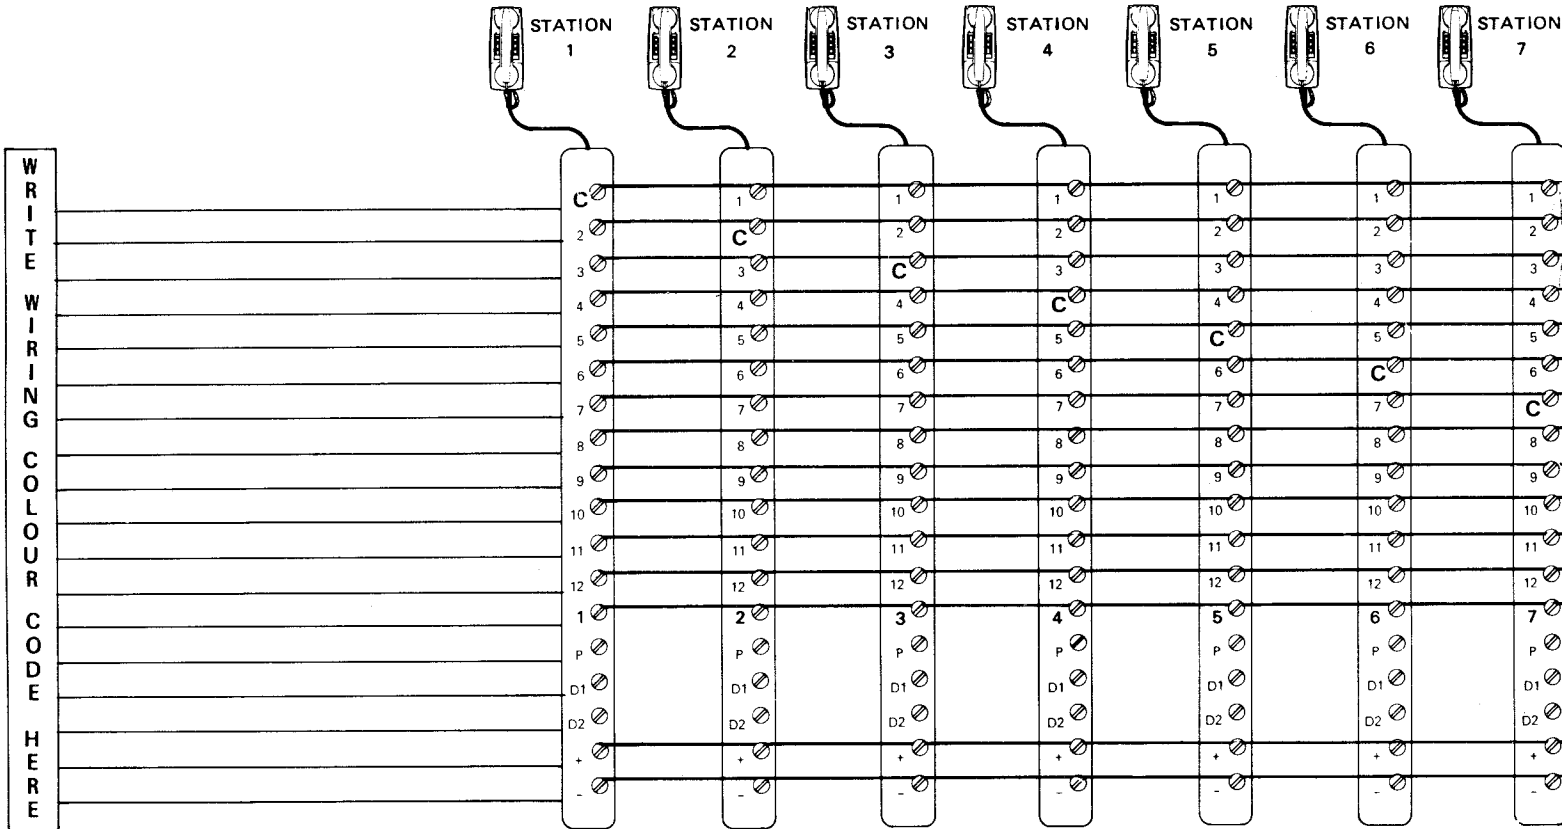 STATION 1 STATION 2 STATION 3 STATION 4 STATION 5 STATION 6 STATION 7
WRITE WIRING COLOUR CODE HERE
C 1 1 1 1 1 1
2 C 2 2 2 2 2
3 3 C 3 3 3 3
4 4 4 C 4 4 4
5 5 5 5 C 5 5
6 6 6 6 6 C 6
7 7 7 7 7 7 C
8 8 8 8 8 8 8
9 9 9 9 9 9 9
10 10 10 10 10 10 10
11 11 11 11 11 11 11
12 12 12 12 12 12 12
1 2 3 4 5 6 7
P P P P P P P
D1 D1 D1 D1 D1 D1 D1
D2 D2 D2 D2 D2 D2 D2
+ + + + + + +
- - - - - - -